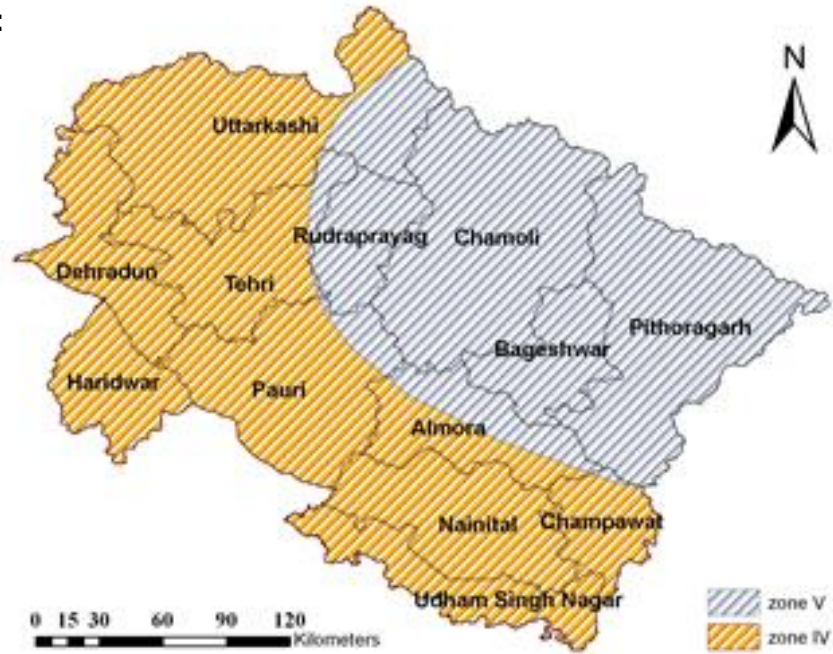 :
N
Uttarkashi
Rudraprayag
Chamoli
Dehradun
Tehri
Pithoragarh
Bageshwar
Haridwar
Pauri
Almora
Nainital
Champawat
Udham Singh Nagar
zone V
0 15 30 60 90 120
Kilometers
zone IV